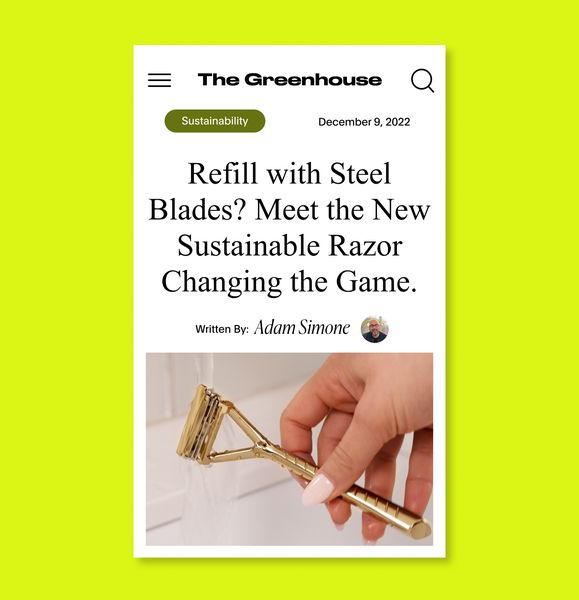 The Greenhouse
Sustainability
December 9, 2022
Refill with Steel
Blades? Meet the New
Sustainable Razor
Changing the Game.
Written By: Adam Simone